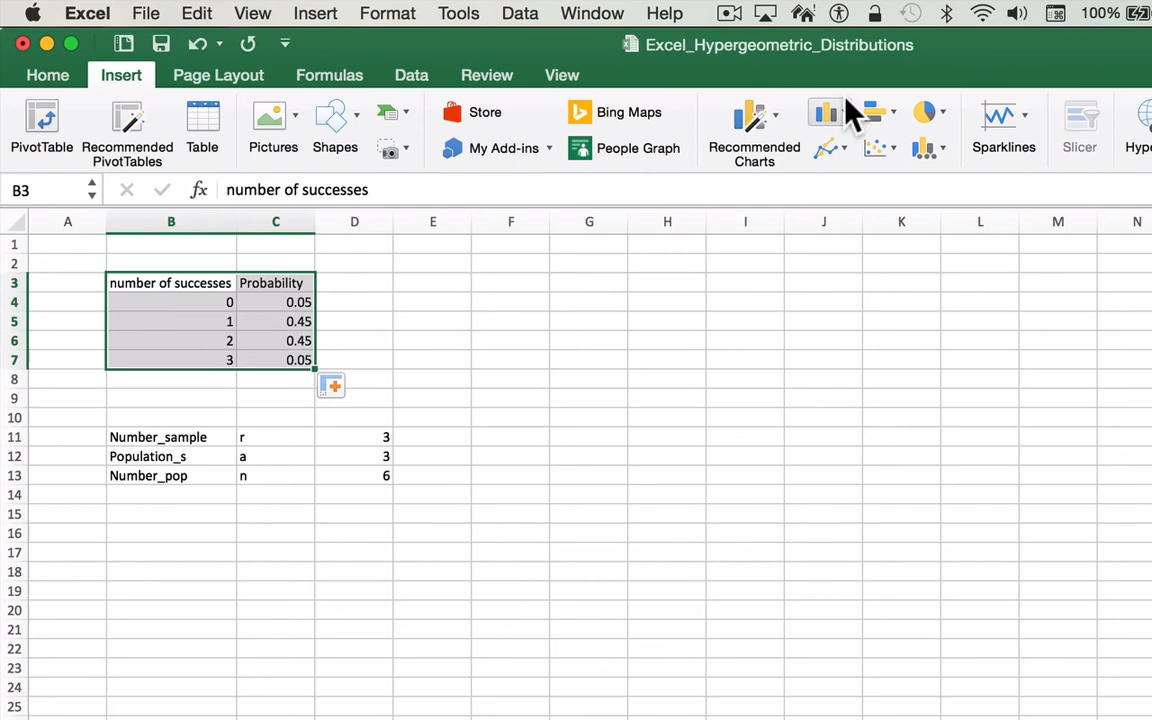 Excel File Edit View Insert Format Tools Data Window Help 100%
Excel_Hypergeometric_Distributions
Home Insert Page Layout Formulas Data Review View
PivotTable Recommended PivotTables Table Pictures Shapes Store My Add-ins Bing Maps People Graph Recommended Charts Sparklines Slicer Hype
B3 fx number of successes
A B C D E F G H I J K L M N
1
2
3 number of successes Probability
4 0 0.05
5 1 0.45
6 2 0.45
7 3 0.05
8
9
10
11 Number_sample r 3
12 Population_s a 3
13 Number_pop n 6
14
15
16
17
18
19
20
21
22
23
24
25